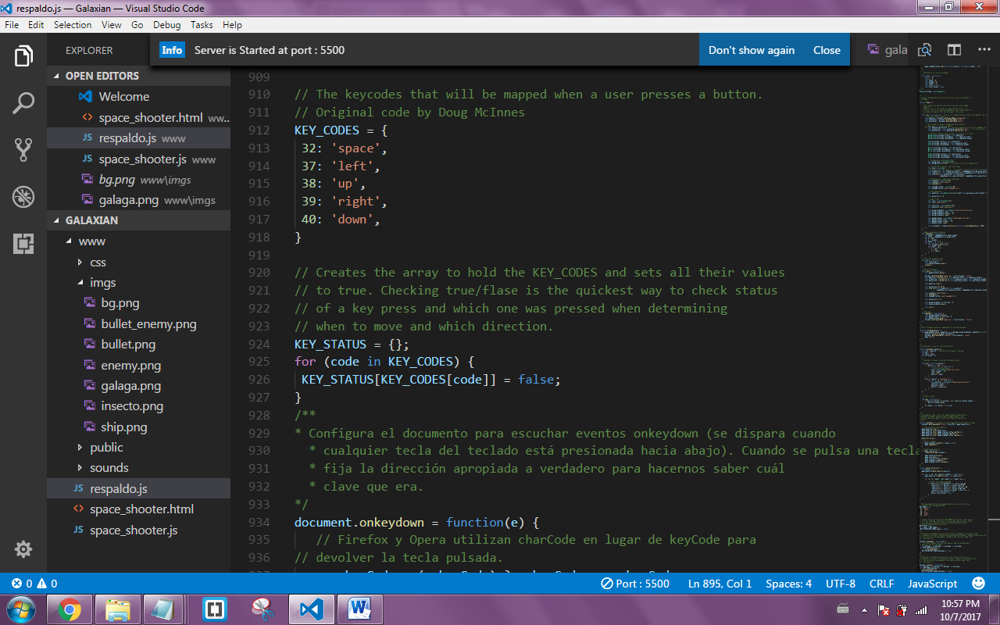 respaldo.js — Galaxian — Visual Studio Code
File Edit Selection View Go Debug Tasks Help
EXPLORER
Info Server is Started at port : 5500
Don't show again Close
gala
OPEN EDITORS
Welcome
space_shooter.html ww...
JS respaldo.js www
JS space_shooter.js www
bg.png www\imgs
galaga.png www\imgs
GALAXIAN
www
css
imgs
bg.png
bullet_enemy.png
bullet.png
enemy.png
galaga.png
insecto.png
ship.png
public
sounds
JS respaldo.js
space_shooter.html
JS space_shooter.js
909
910 // The keycodes that will be mapped when a user presses a button.
911 // Original code by Doug McInnes
912 KEY_CODES = {
913 32: 'space',
914 37: 'left',
915 38: 'up',
916 39: 'right',
917 40: 'down',
918 }
919
920 // Creates the array to hold the KEY_CODES and sets all their values
921 // to true. Checking true/flase is the quickest way to check status
922 // of a key press and which one was pressed when determining
923 // when to move and which direction.
924 KEY_STATUS = {};
925 for (code in KEY_CODES) {
926 KEY_STATUS[KEY_CODES[code]] = false;
927 }
928 /**
929 * Configura el documento para escuchar eventos onkeydown (se dispara cuando
930 * cualquier tecla del teclado está presionada hacia abajo). Cuando se pulsa una tecla
931 * fija la dirección apropiada a verdadero para hacernos saber cuál
932 * clave que era.
933 */
934 document.onkeydown = function(e) {
935 // Firefox y Opera utilizan charCode en lugar de keyCode para
936 // devolver la tecla pulsada.
0 0
Port : 5500 Ln 895, Col 1 Spaces: 4 UTF-8 CRLF JavaScript
10:57 PM
10/7/2017